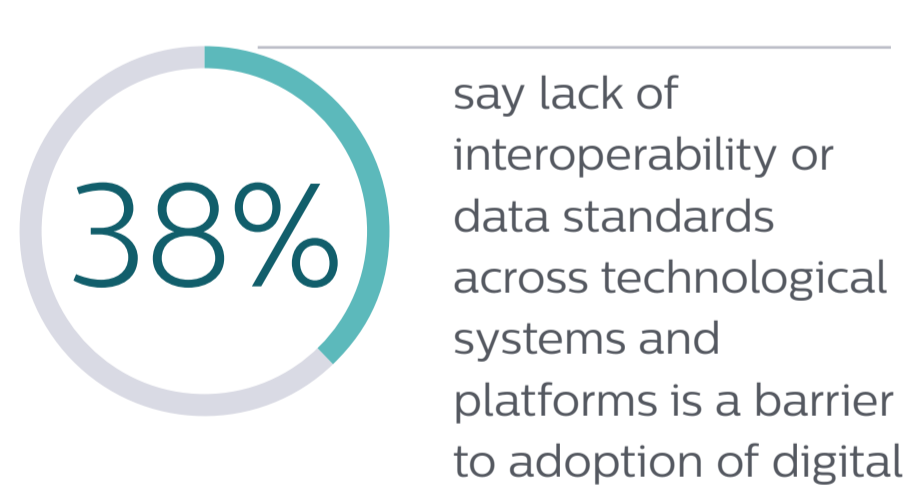 38%
say lack of
interoperability or
data standards
across technological
systems and
platforms is a barrier
to adoption of digital